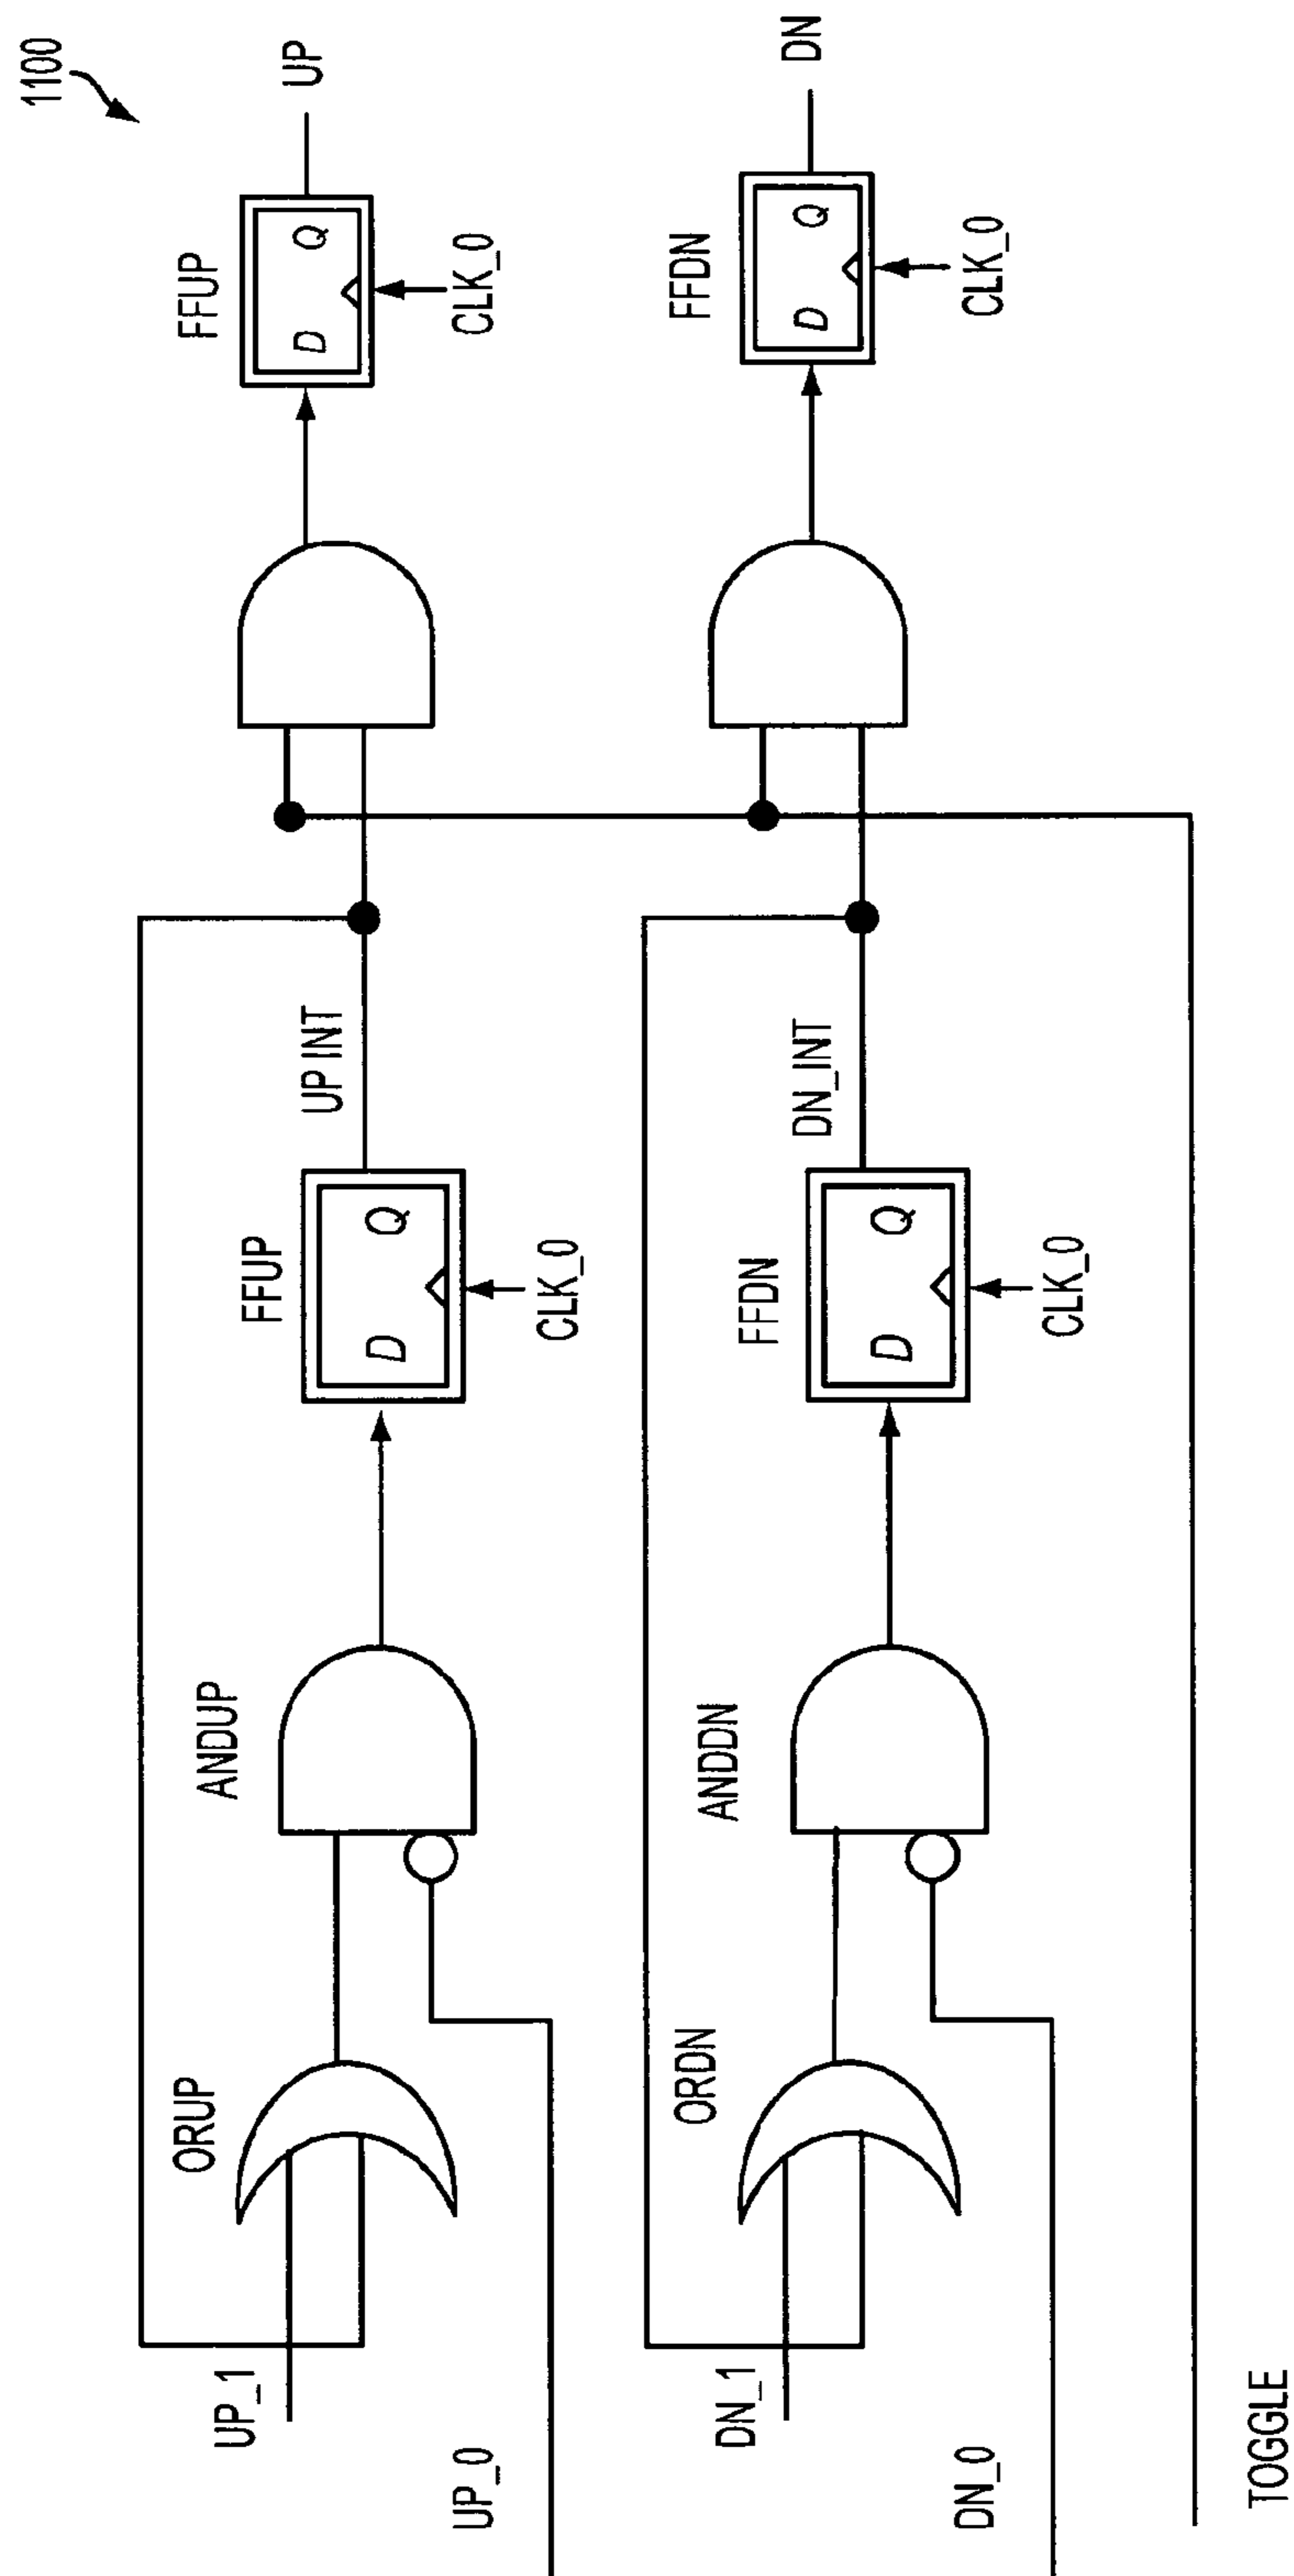 1100
UP_1
UP_0
ORUP
ANDUP
FFUP
D Q
CLK_0
UP INT
FFUP
D Q
CLK_0
UP
DN_1
DN_0
ORDN
ANDDN
FFDN
D Q
CLK_0
DN_INT
FFDN
D Q
CLK_0
DN
TOGGLE